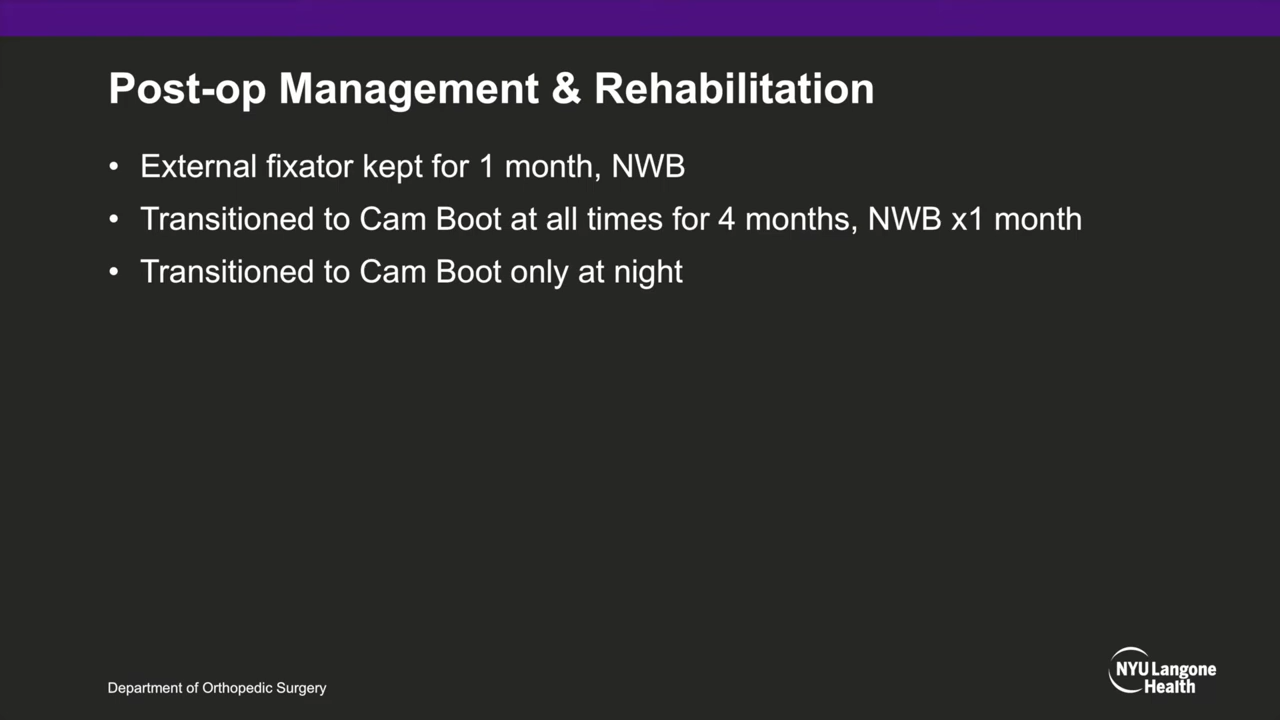 Post-op Management & Rehabilitation
• External fixator kept for 1 month, NWB
• Transitioned to Cam Boot at all times for 4 months, NWB x1 month
• Transitioned to Cam Boot only at night
Department of Orthopedic Surgery
NYU Langone
Health